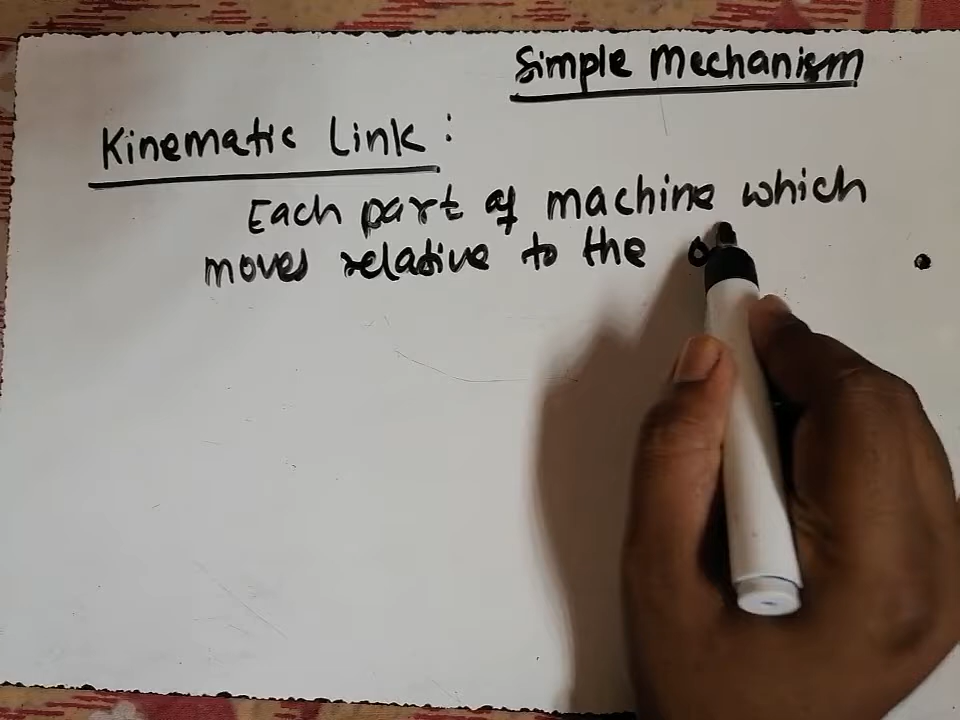 Simple Mechanism
Kinematic Link :
Each part of machine which
moves relative to the